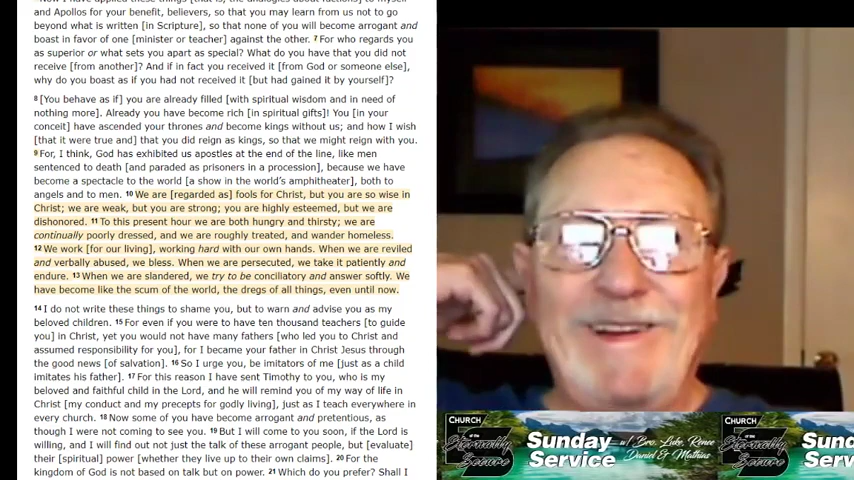 "Now I have applied these things [that is, the analogies about factions] to myself
and Apollos for your benefit, believers, so that you may learn from us not to go
beyond what is written [in Scripture], so that none of you will become arrogant and
boast in favor of one [minister or teacher] against the other. 7 For who regards you
as superior or what sets you apart as special? What do you have that you did not
receive [from another]? And if in fact you received it [from God or someone else],
why do you boast as if you had not received it [but had gained it by yourself]?
8 [You behave as if] you are already filled [with spiritual wisdom and in need of
nothing more]. Already you have become rich [in spiritual gifts]! You [in your
conceit] have ascended your thrones and become kings without us; and how I wish
[that it were true and] that you did reign as kings, so that we might reign with you.
9 For, I think, God has exhibited us apostles at the end of the line, like men
sentenced to death [and paraded as prisoners in a procession], because we have
become a spectacle to the world [a show in the world's amphitheater], both to
angels and to men. 10 We are [regarded as] fools for Christ, but you are so wise in
Christ; we are weak, but you are strong; you are highly esteemed, but we are
dishonored. 11 To this present hour we are both hungry and thirsty; we are
continually poorly dressed, and we are roughly treated, and wander homeless.
12 We work [for our living], working hard with our own hands. When we are reviled
and verbally abused, we bless. When we are persecuted, we take it patiently and
endure. 13 When we are slandered, we try to be conciliatory and answer softly. We
have become like the scum of the world, the dregs of all things, even until now.
14 I do not write these things to shame you, but to warn and advise you as my
beloved children. 15 For even if you were to have ten thousand teachers [to guide
you] in Christ, yet you would not have many fathers [who led you to Christ and
assumed responsibility for you], for I became your father in Christ Jesus through
the good news [of salvation]. 16 So I urge you, be imitators of me [just as a child
imitates his father]. 17 For this reason I have sent Timothy to you, who is my
beloved and faithful child in the Lord, and he will remind you of my way of life in
Christ [my conduct and my precepts for godly living], just as I teach everywhere in
every church. 18 Now some of you have become arrogant and pretentious, as
though I were not coming to see you. 19 But I will come to you soon, if the Lord is
willing, and I will find out not just the talk of these arrogant people, but [evaluate]
their [spiritual] power [whether they live up to their own claims]. 20 For the
kingdom of God is not based on talk but on power. 21 Which do you prefer? Shall I
CHURCH
of the
Eternally
Secure
Sunday
Service
w/ Bro. Luke, Renee
Daniel & Mathias
CHURCH
of the
Eternally
Secure
Sund
Serv